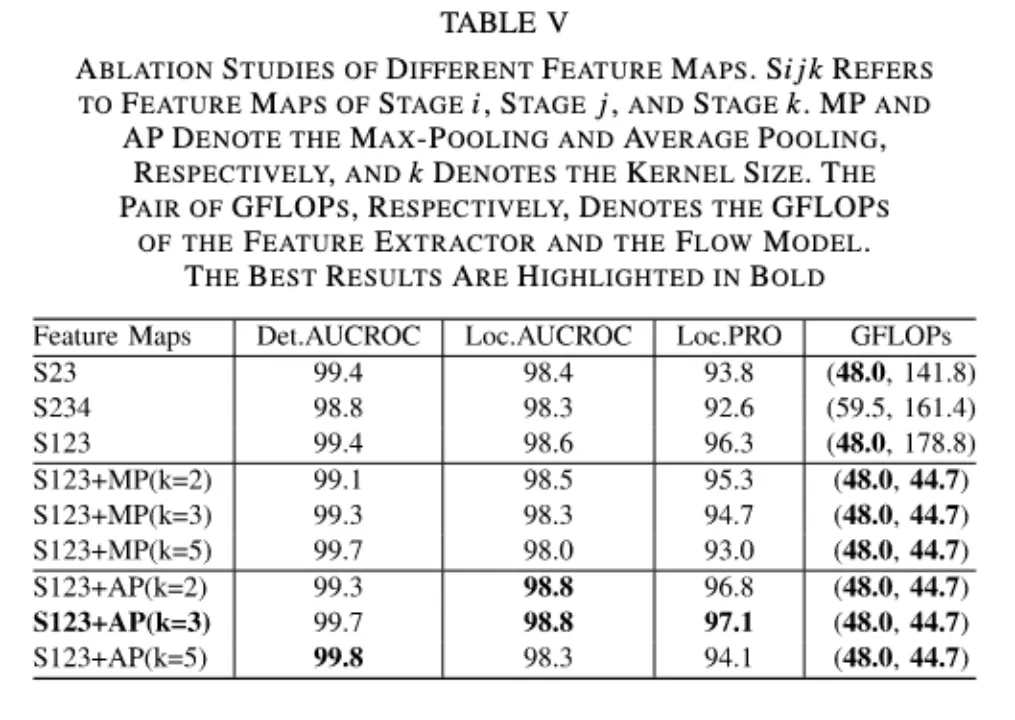 TABLE V
ABLATION STUDIES OF DIFFERENT FEATURE MAPS. Sijk REFERS
TO FEATURE MAPS OF STAGE i, STAGE j, AND STAGE k. MP AND
AP DENOTE THE MAX-POOLING AND AVERAGE POOLING,
RESPECTIVELY, AND k DENOTES THE KERNEL SIZE. THE
PAIR OF GFLOPS, RESPECTIVELY, DENOTES THE GFLOPS
OF THE FEATURE EXTRACTOR AND THE FLOW MODEL.
THE BEST RESULTS ARE HIGHLIGHTED IN BOLD
Feature Maps Det.AUCROC Loc.AUCROC Loc.PRO GFLOPs
S23 99.4 98.4 93.8 (48.0, 141.8)
S234 98.8 98.3 92.6 (59.5, 161.4)
S123 99.4 98.6 96.3 (48.0, 178.8)
S123+MP(k=2) 99.1 98.5 95.3 (48.0, 44.7)
S123+MP(k=3) 99.3 98.3 94.7 (48.0, 44.7)
S123+MP(k=5) 99.7 98.0 93.0 (48.0, 44.7)
S123+AP(k=2) 99.3 98.8 96.8 (48.0, 44.7)
S123+AP(k=3) 99.7 98.8 97.1 (48.0, 44.7)
S123+AP(k=5) 99.8 98.3 94.1 (48.0, 44.7)